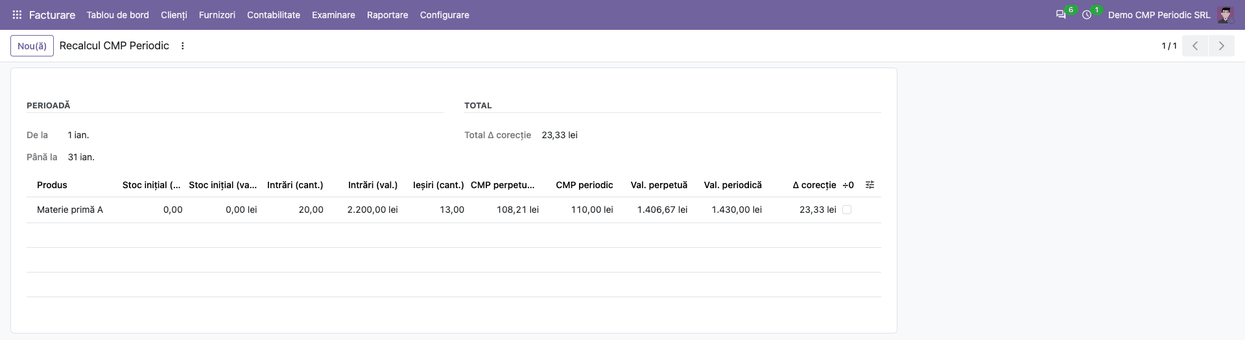 Facturare Tablou de bord Clienți Furnizori Contabilitate Examinare Raportare Configurare 6 1 Demo CMP Periodic SRL
Nou(ă) Recalcul CMP Periodic 1 / 1
PERIOADĂ TOTAL
De la 1 ian. Total Δ corecție 23,33 lei
Până la 31 ian.
Produs Stoc inițial (... Stoc inițial (va... Intrări (cant.) Intrări (val.) Ieșiri (cant.) CMP perpetu... CMP periodic Val. perpetuă Val. periodică Δ corecție ÷0
Materie primă A 0,00 0,00 lei 20,00 2.200,00 lei 13,00 108,21 lei 110,00 lei 1.406,67 lei 1.430,00 lei 23,33 lei